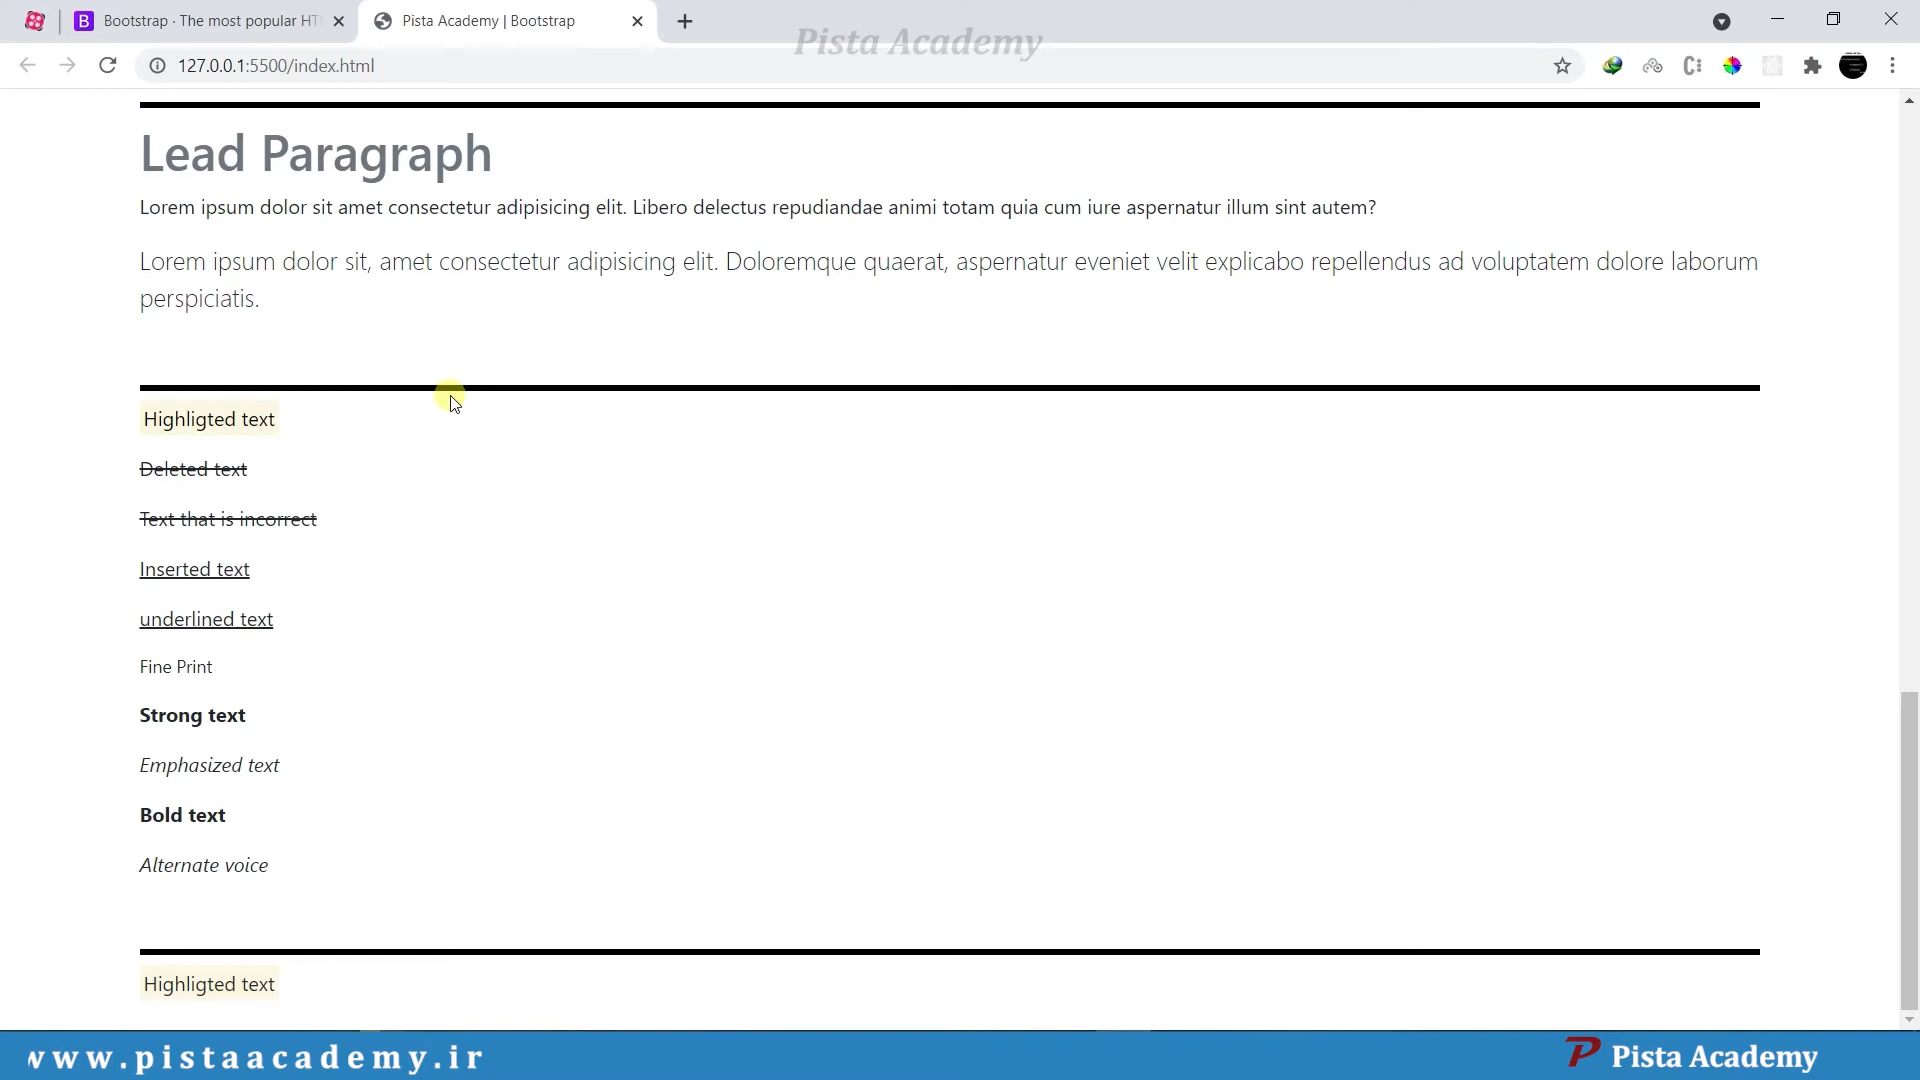 Bootstrap · The most popular HT
Pista Academy | Bootstrap
Pista Academy
127.0.0.1:5500/index.html
Lead Paragraph
Lorem ipsum dolor sit amet consectetur adipisicing elit. Libero delectus repudiandae animi totam quia cum iure aspernatur illum sint autem?
Lorem ipsum dolor sit, amet consectetur adipisicing elit. Doloremque quaerat, aspernatur eveniet velit explicabo repellendus ad voluptatem dolore laborum
perspiciatis.
Highligted text
Deleted text
Text that is incorrect
Inserted text
underlined text
Fine Print
Strong text
Emphasized text
Bold text
Alternate voice
Highligted text
www.pistaacademy.ir
Pista Academy